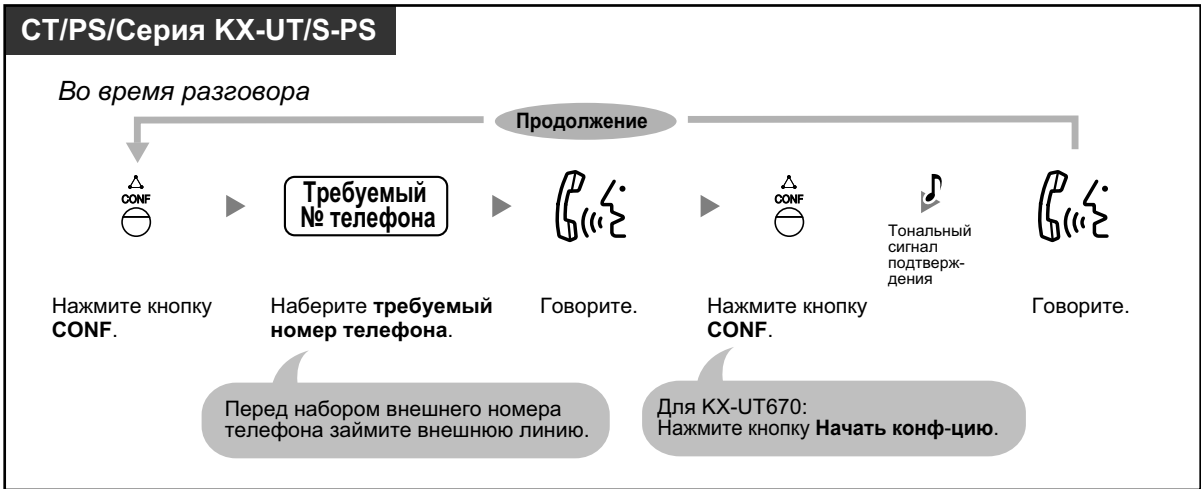 CT/PS/Серия KX-UT/S-PS
Во время разговора
Продолжение
CONF
Требуемый
№ телефона
CONF
Тональный
сигнал
подтверж-
дения
Нажмите кнопку
CONF.
Наберите требуемый
номер телефона.
Говорите.
Нажмите кнопку
CONF.
Говорите.
Перед набором внешнего номера
телефона займите внешнюю линию.
Для KX-UT670:
Нажмите кнопку Начать конф-цию.